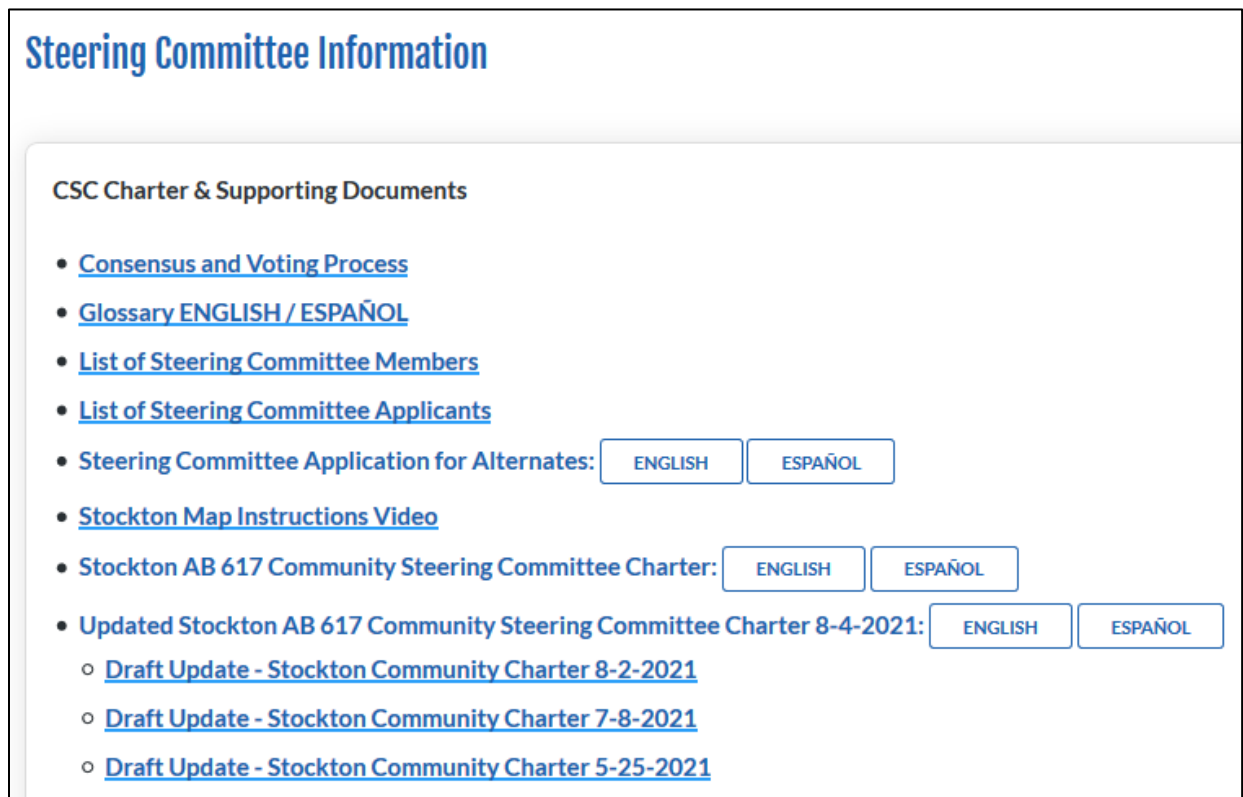 Steering Committee Information
CSC Charter & Supporting Documents
Consensus and Voting Process
Glossary ENGLISH / ESPAÑOL
List of Steering Committee Members
List of Steering Committee Applicants
Steering Committee Application for Alternates: ENGLISH ESPAÑOL
Stockton Map Instructions Video
Stockton AB 617 Community Steering Committee Charter: ENGLISH ESPAÑOL
Updated Stockton AB 617 Community Steering Committee Charter 8-4-2021: ENGLISH ESPAÑOL
Draft Update - Stockton Community Charter 8-2-2021
Draft Update - Stockton Community Charter 7-8-2021
Draft Update - Stockton Community Charter 5-25-2021